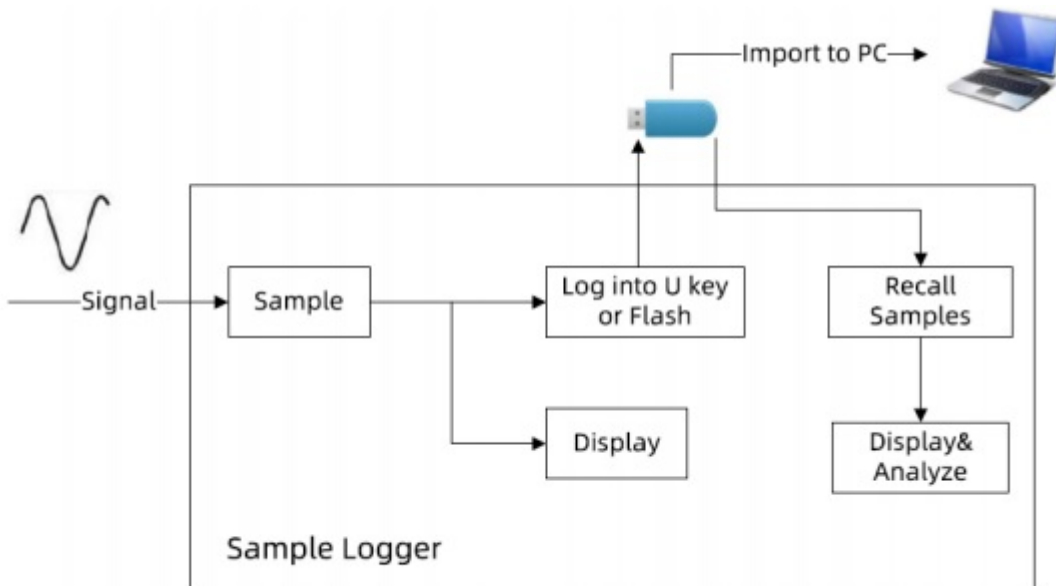 Import to PC
Signal
Sample
Log into U key
or Flash
Recall
Samples
Display
Display&
Analyze
Sample Logger